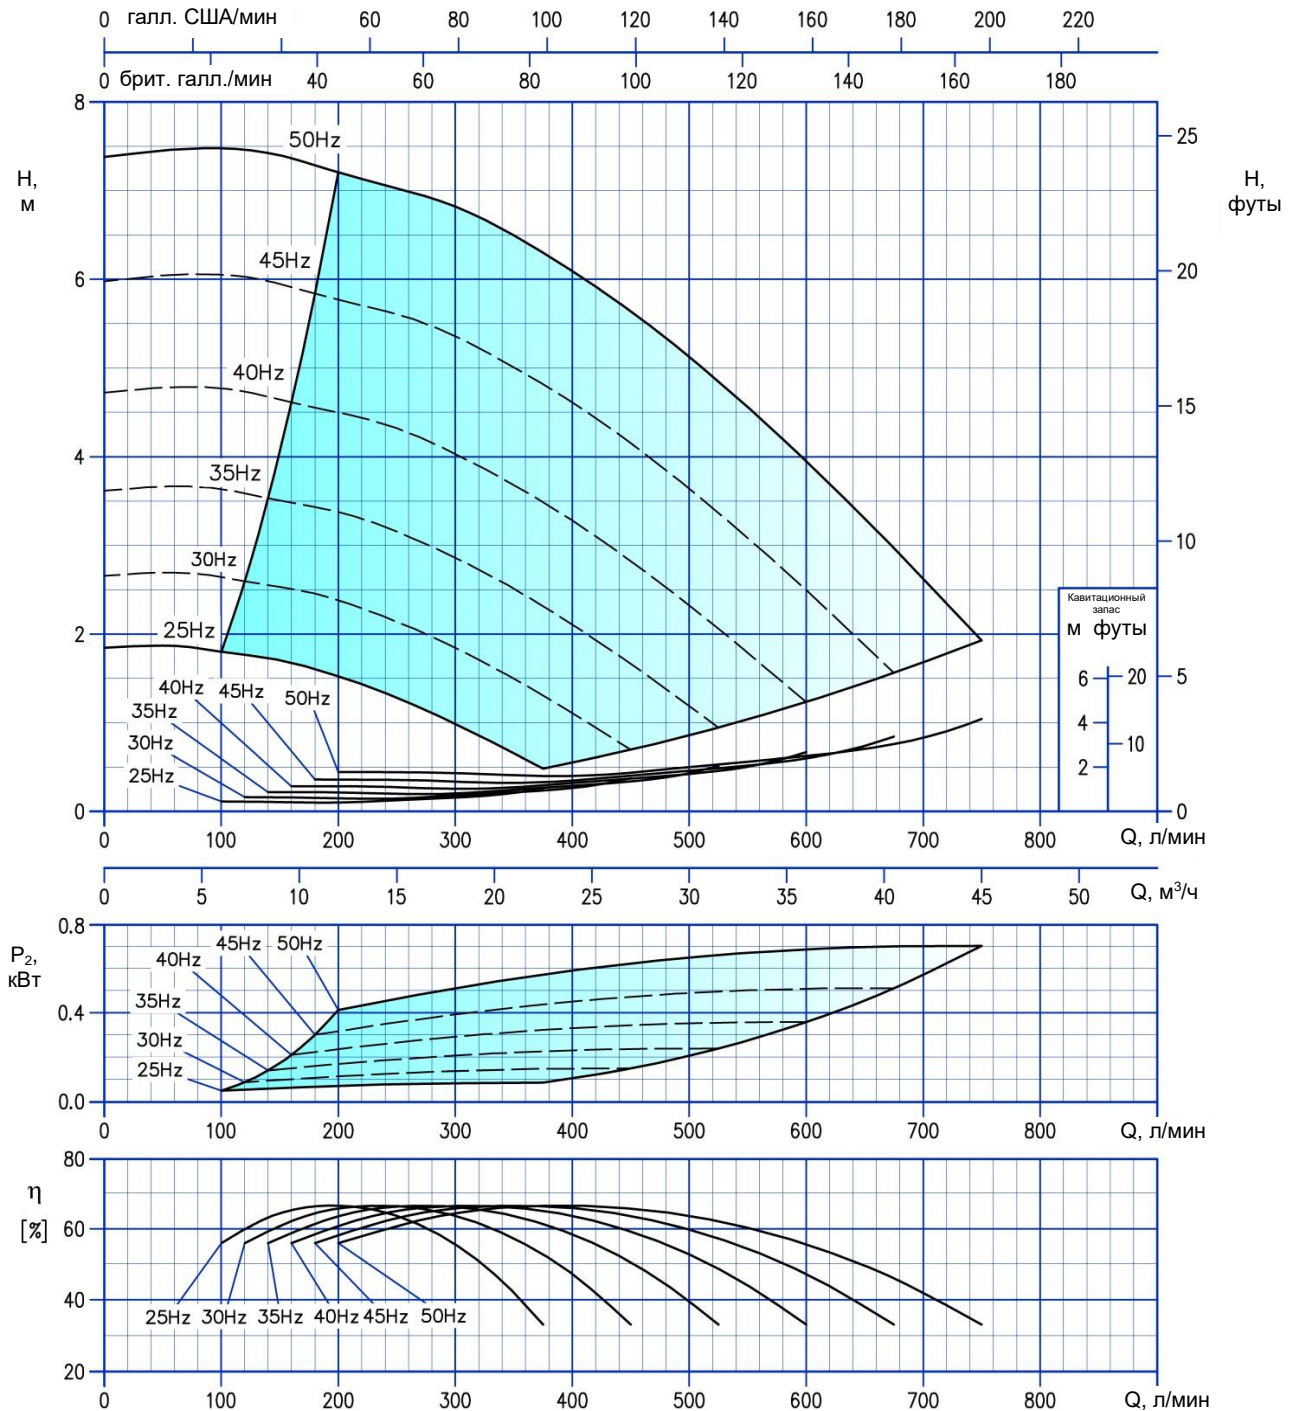 0 галл. США/мин 60 80 100 120 140 160 180 200 220
0 брит. галл./мин 40 60 80 100 120 140 160 180
8 50Hz 25
H,
м
H,
футы
45Hz
6 20
40Hz
4 15
35Hz
30Hz 10
25Hz
2
Кавитационный
запас
м футы
40Hz 45Hz 50Hz 6 20 5
35Hz
4
30Hz 10
25Hz 2
0 0
0 100 200 300 400 500 600 700 800 Q, л/мин
0 5 10 15 20 25 30 35 40 45 50 Q, м³/ч
0.8
P₂,
кВт
45Hz 50Hz
40Hz
35Hz
0.4
30Hz
25Hz
0.0
0 100 200 300 400 500 600 700 800 Q, л/мин
80
η
[%]
60
40
25Hz 30Hz 35Hz 40Hz 45Hz 50Hz
20
0 100 200 300 400 500 600 700 800 Q, л/мин